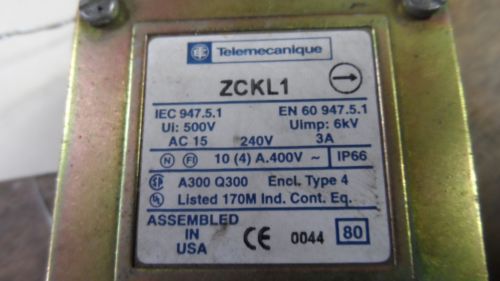 Telemecanique
ZCKL1
IEC 947.5.1 EN 60 947.5.1
Ui: 500V Uimp: 6kV
AC 15 240V 3A
N FI 10 (4) A.400V ~ IP66
A300 Q300 Encl. Type 4
UL Listed 170M Ind. Cont. Eq.
ASSEMBLED
IN
USA
CE 0044 80